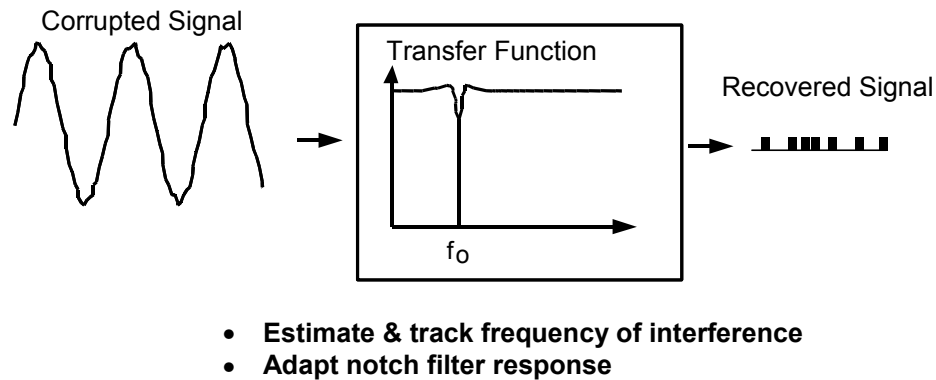 Corrupted Signal
Transfer Function
Recovered Signal
fo
• Estimate & track frequency of interference
• Adapt notch filter response